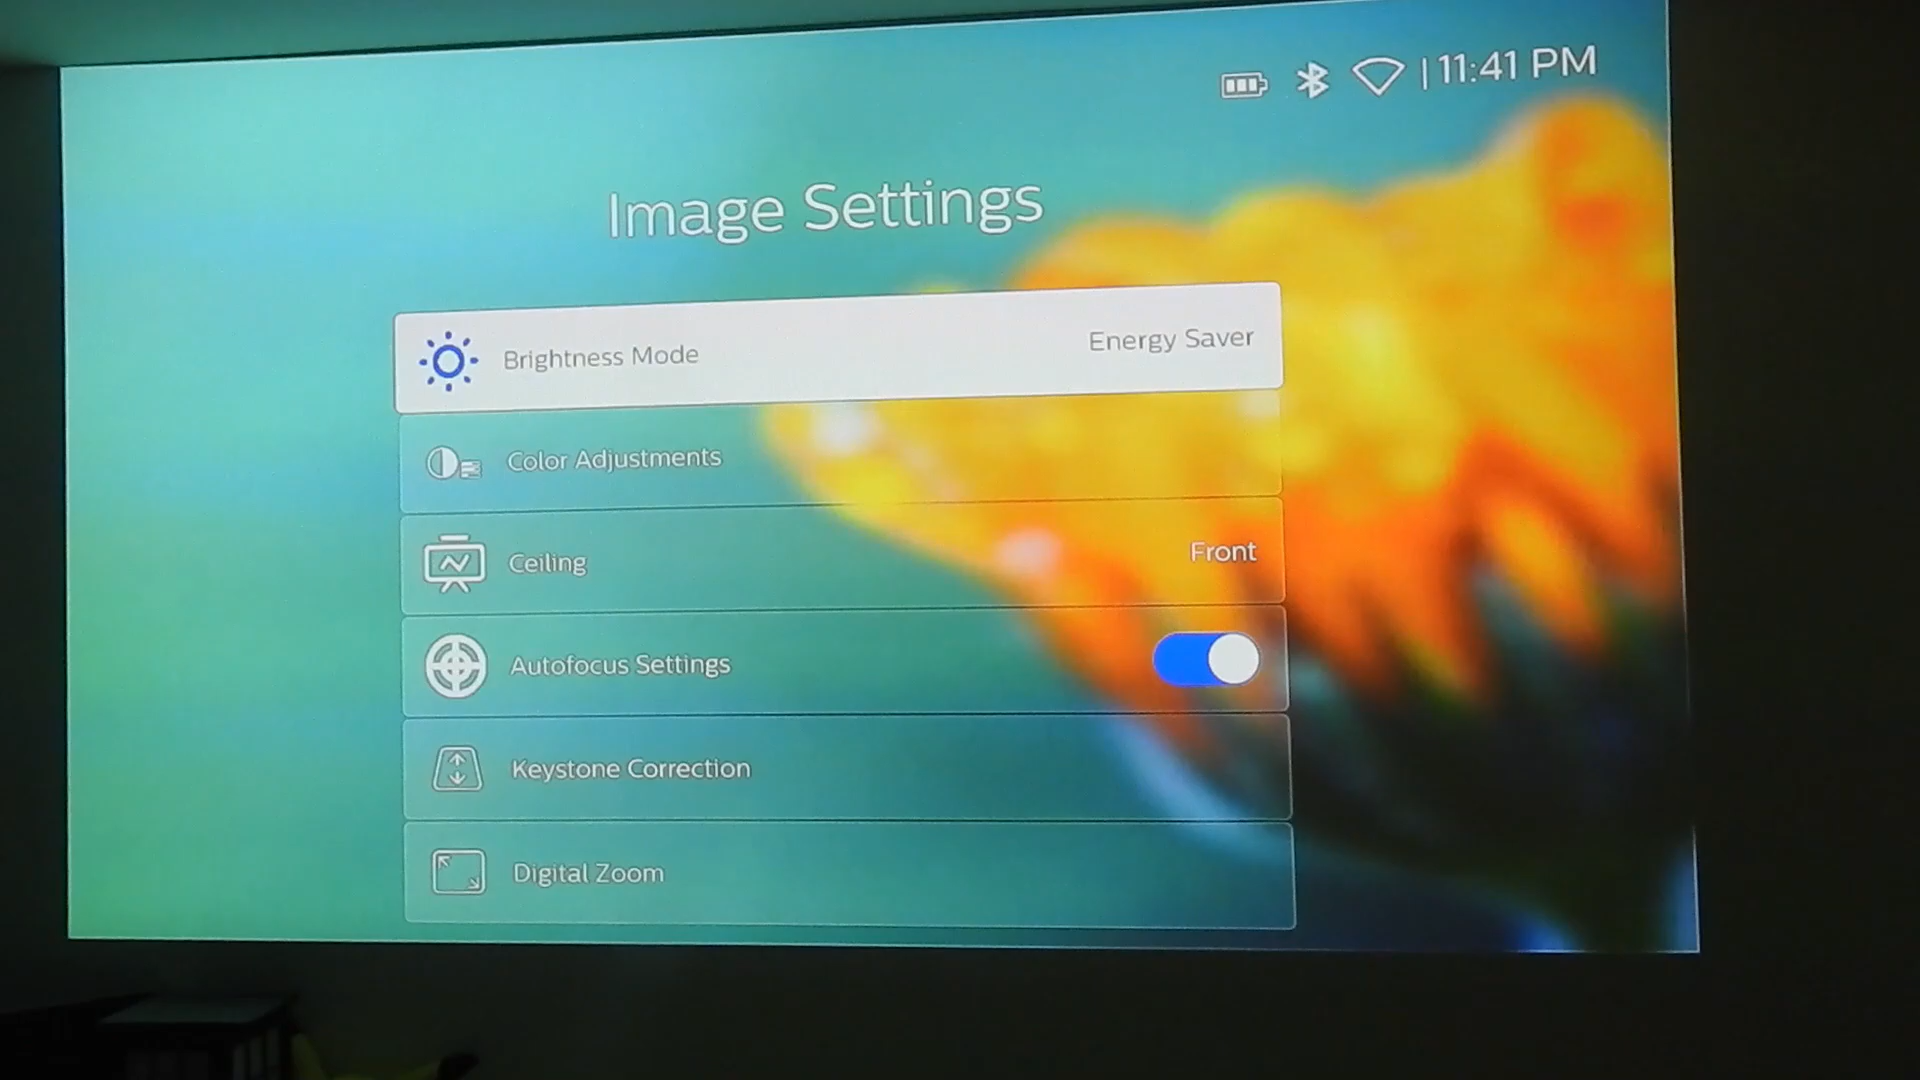 | 11:41 PM
Image Settings
Brightness Mode Energy Saver
Color Adjustments
Ceiling Front
Autofocus Settings
Keystone Correction
Digital Zoom